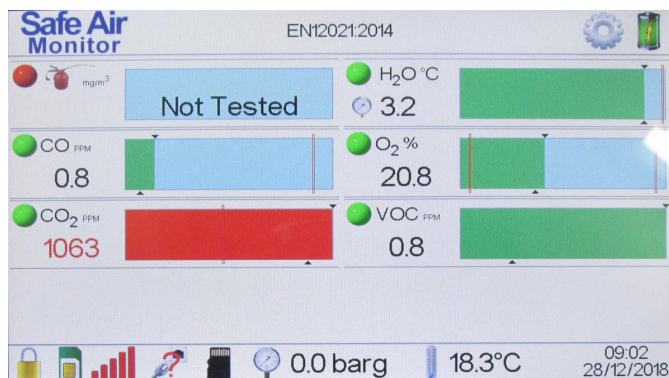 Safe Air
Monitor
EN12021:2014
mg/m³
Not Tested
H₂O °C
3.2
CO PPM
0.8
O₂ %
20.8
CO₂ PPM
1063
VOC PPM
0.8
?
0.0 barg
18.3°C
09:02
28/12/2018